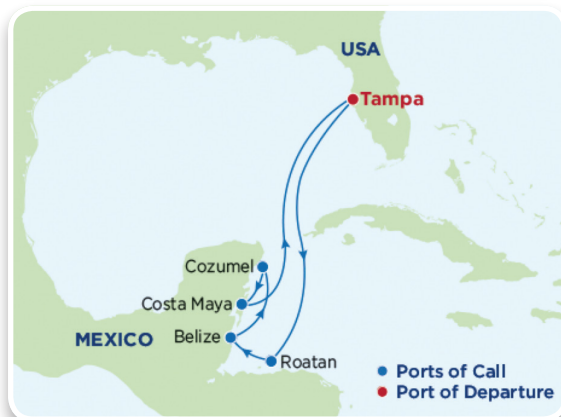 USA
Tampa
Cozumel
Costa Maya
MEXICO
Belize
Roatan
Ports of Call
Port of Departure